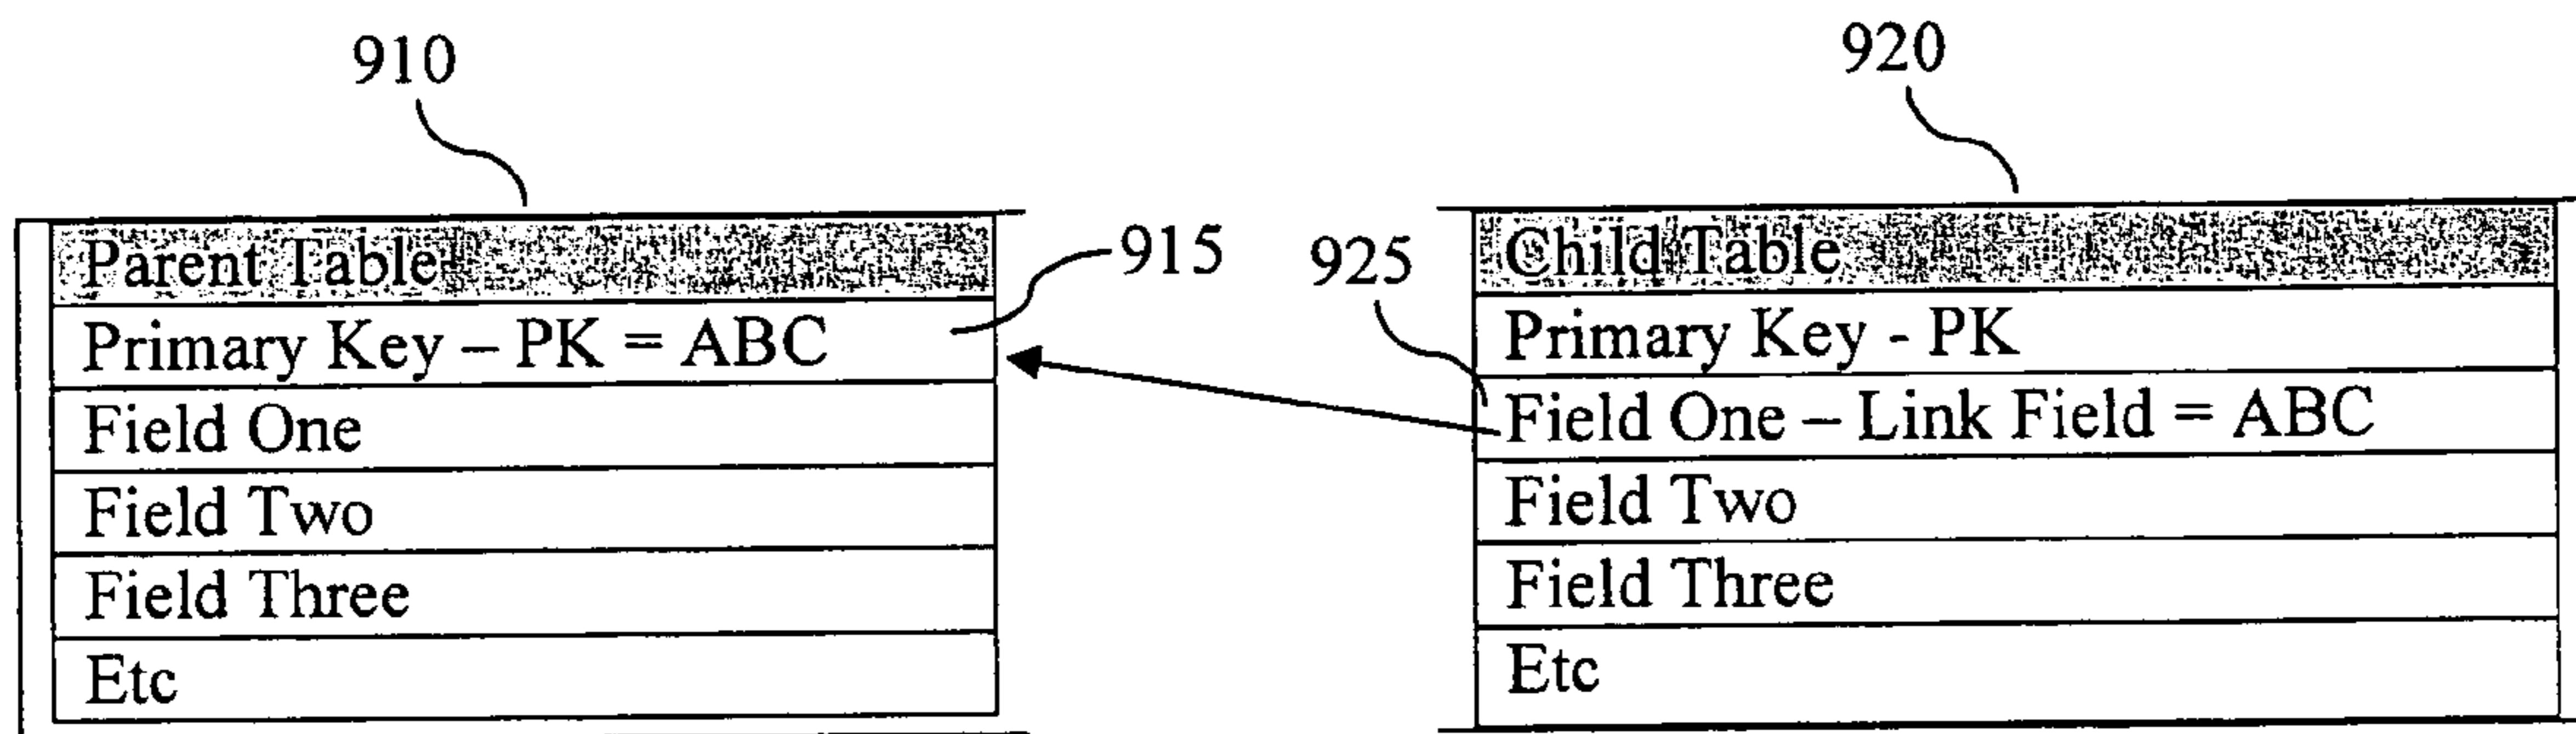 910
920
Parent Table
915
Primary Key – PK = ABC
Field One
Field Two
Field Three
Etc
925
Child Table
Primary Key - PK
Field One – Link Field = ABC
Field Two
Field Three
Etc